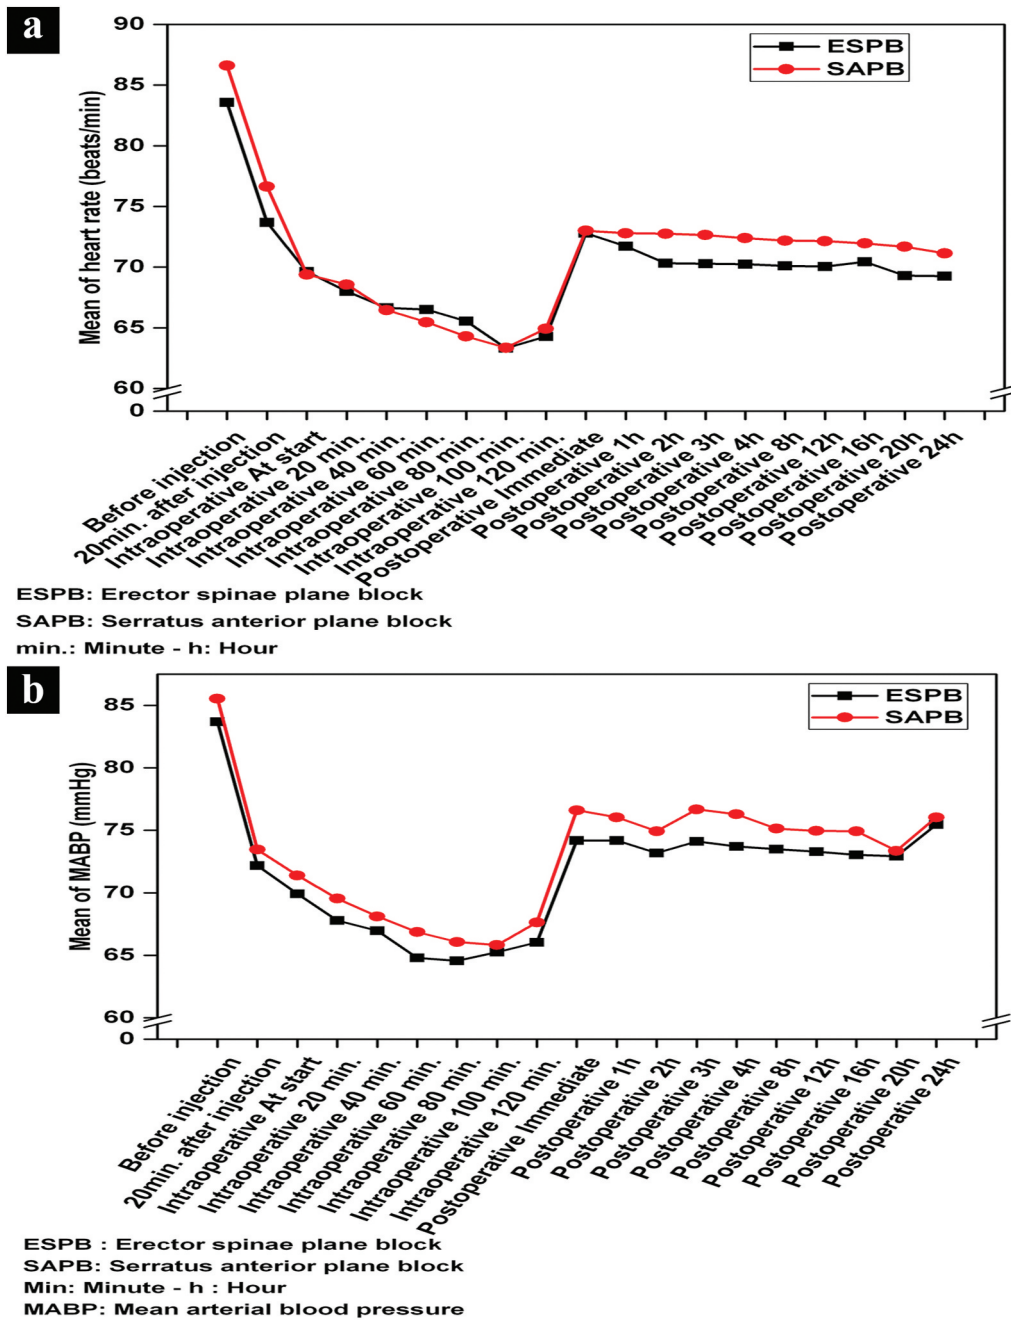 a
ESPB
SAPB
Mean of heart rate (beats/min)
90
85
80
75
70
65
60
0
Before injection
20min. after injection
Intraoperative At start
Intraoperative 20 min.
Intraoperative 40 min.
Intraoperative 60 min.
Intraoperative 80 min.
Intraoperative 100 min.
Intraoperative 120 min.
Postoperative Immediate
Postoperative 1h
Postoperative 2h
Postoperative 3h
Postoperative 4h
Postoperative 8h
Postoperative 12h
Postoperative 16h
Postoperative 20h
Postoperative 24h
ESPB: Erector spinae plane block
SAPB: Serratus anterior plane block
min.: Minute - h: Hour
b
ESPB
SAPB
Mean of MABP (mmHg)
85
80
75
70
65
60
0
Before injection
20min. after injection
Intraoperative At start
Intraoperative 20 min.
Intraoperative 40 min.
Intraoperative 60 min.
Intraoperative 80 min.
Intraoperative 100 min.
Intraoperative 120 min.
Postoperative Immediate
Postoperative 1h
Postoperative 2h
Postoperative 3h
Postoperative 4h
Postoperative 8h
Postoperative 12h
Postoperative 16h
Postoperative 20h
Postoperative 24h
ESPB : Erector spinae plane block
SAPB: Serratus anterior plane block
Min: Minute - h : Hour
MABP: Mean arterial blood pressure